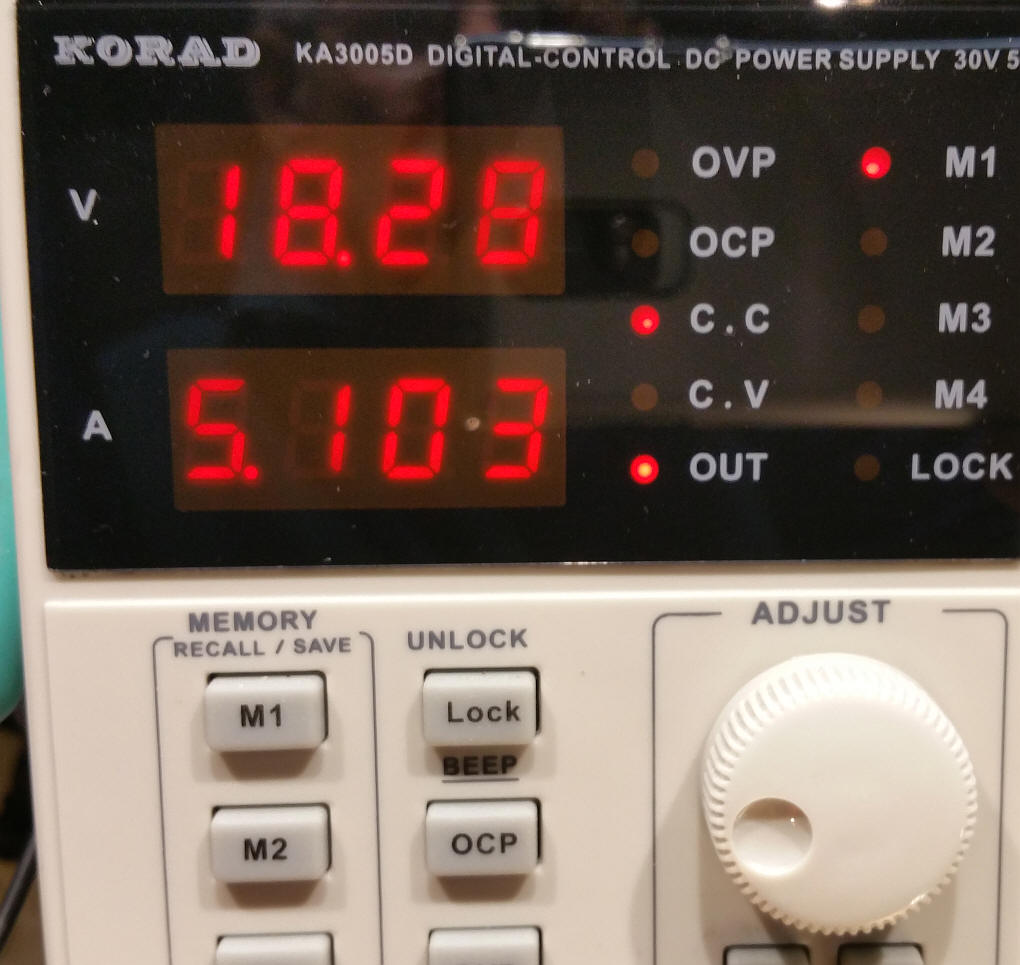 KORAD KA3005D DIGITAL-CONTROL DC POWER SUPPLY 30V 5
V 18.28 OVP M1
OCP M2
C.C M3
A 5.103 C.V M4
OUT LOCK
MEMORY
RECALL / SAVE
UNLOCK
ADJUST
M1
Lock
BEEP
M2
OCP